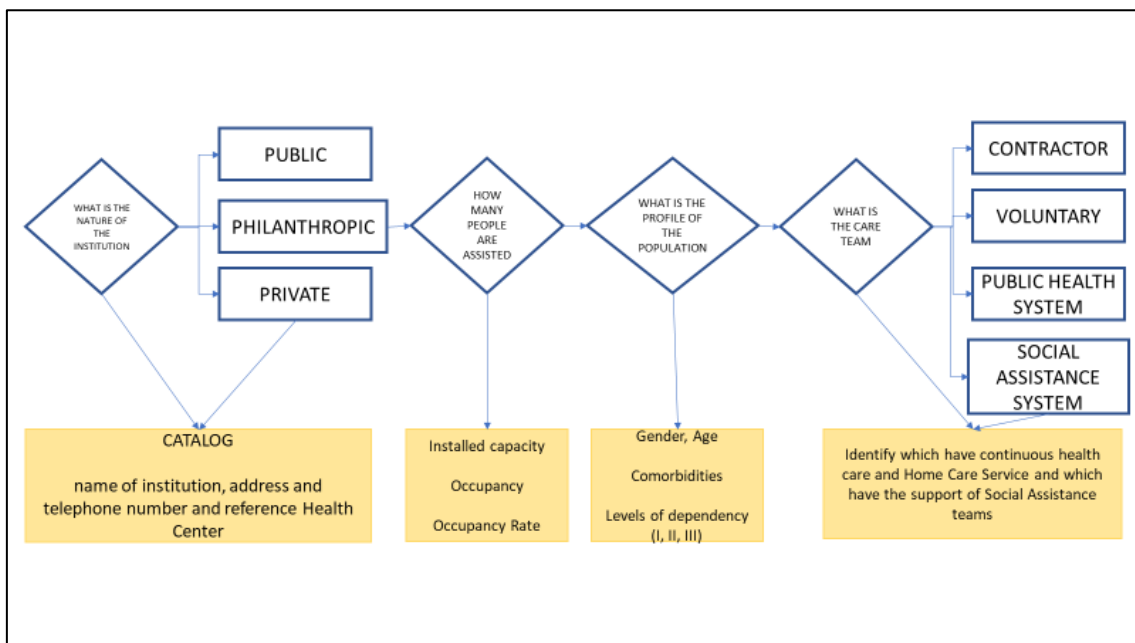 WHAT IS THE
NATURE OF
THE
INSTITUTION
PUBLIC
PHILANTHROPIC
PRIVATE
HOW
MANY
PEOPLE
ARE
ASSISTED
WHAT IS THE
PROFILE OF
THE
POPULATION
WHAT IS
THE CARE
TEAM
CONTRACTOR
VOLUNTARY
PUBLIC HEALTH
SYSTEM
SOCIAL
ASSISTANCE
SYSTEM
CATALOG
name of institution, address and
telephone number and reference Health
Center
Installed capacity
Occupancy
Occupancy Rate
Gender, Age
Comorbidities
Levels of dependency
(I, II, III)
Identify which have continuous health
care and Home Care Service and which
have the support of Social Assistance
teams